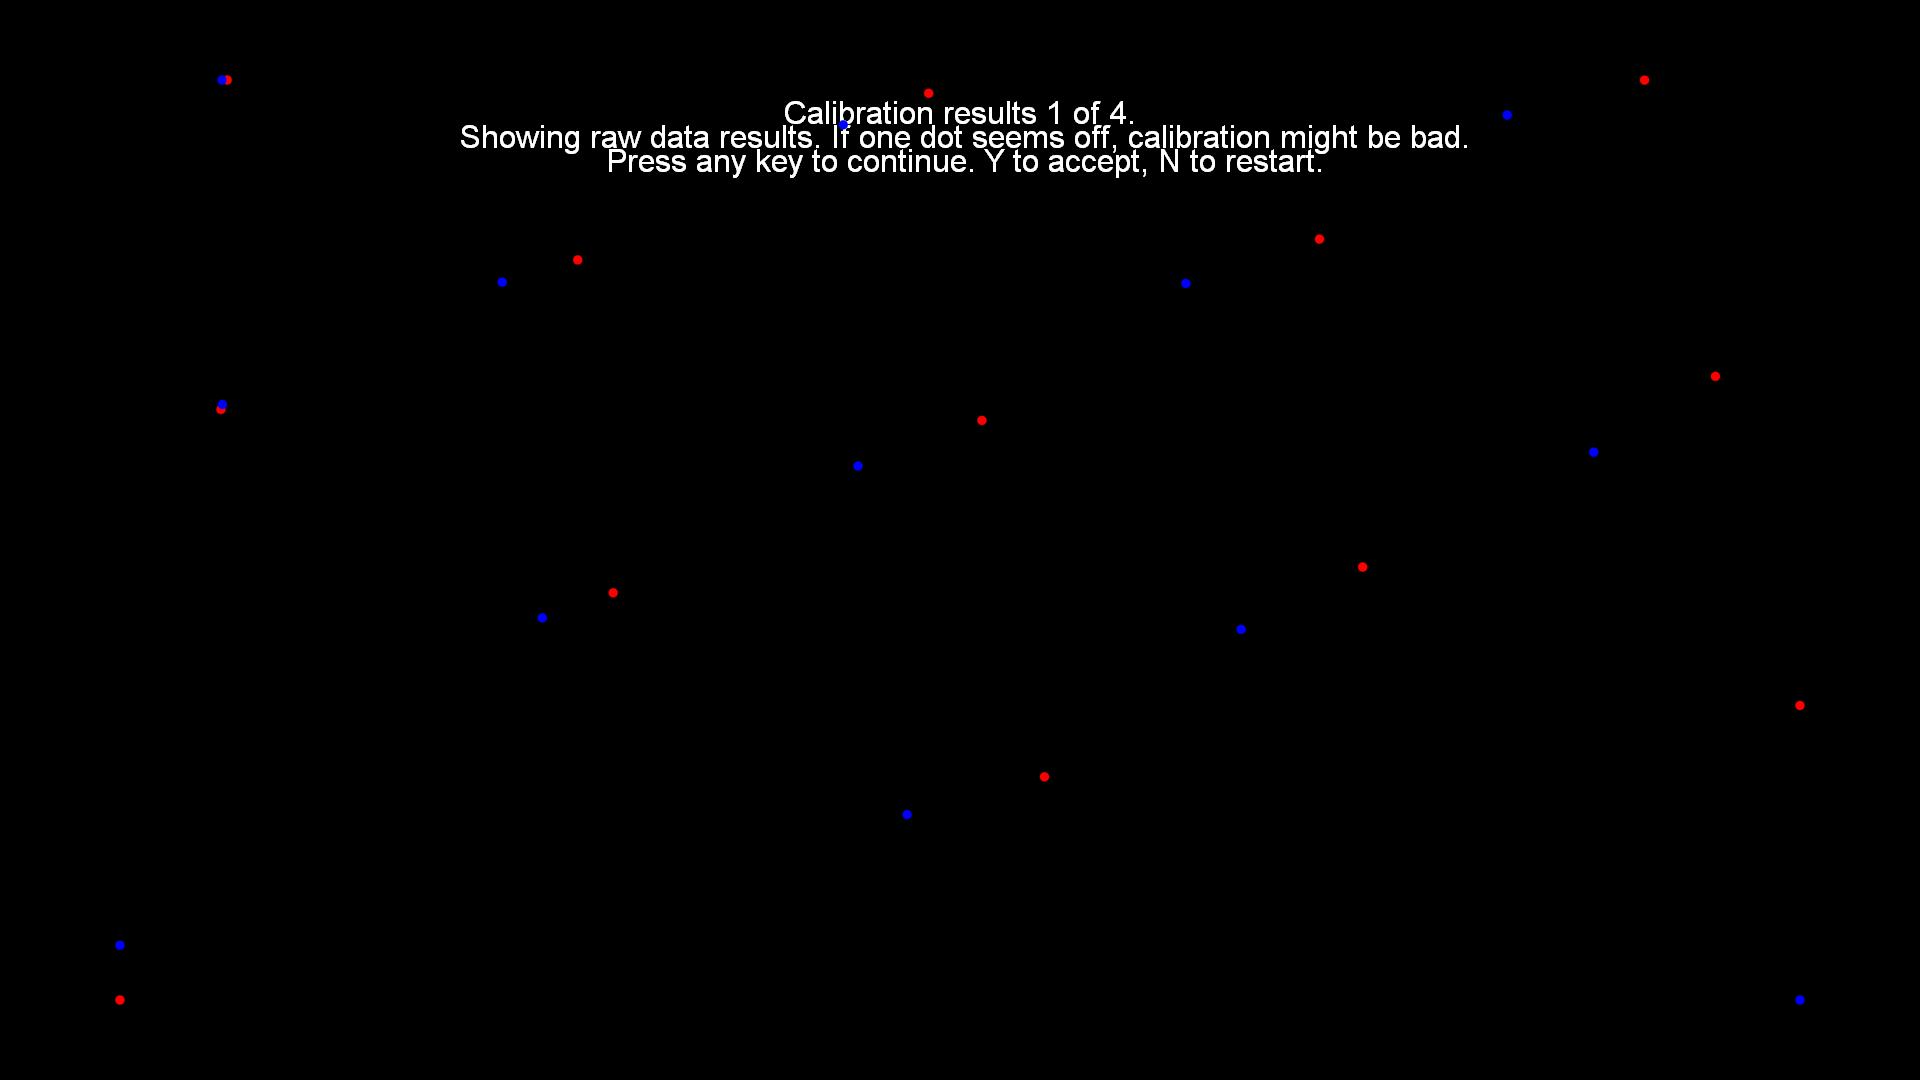 Calibration results 1 of 4.
Showing raw data results. If one dot seems off, calibration might be bad.
Press any key to continue. Y to accept, N to restart.